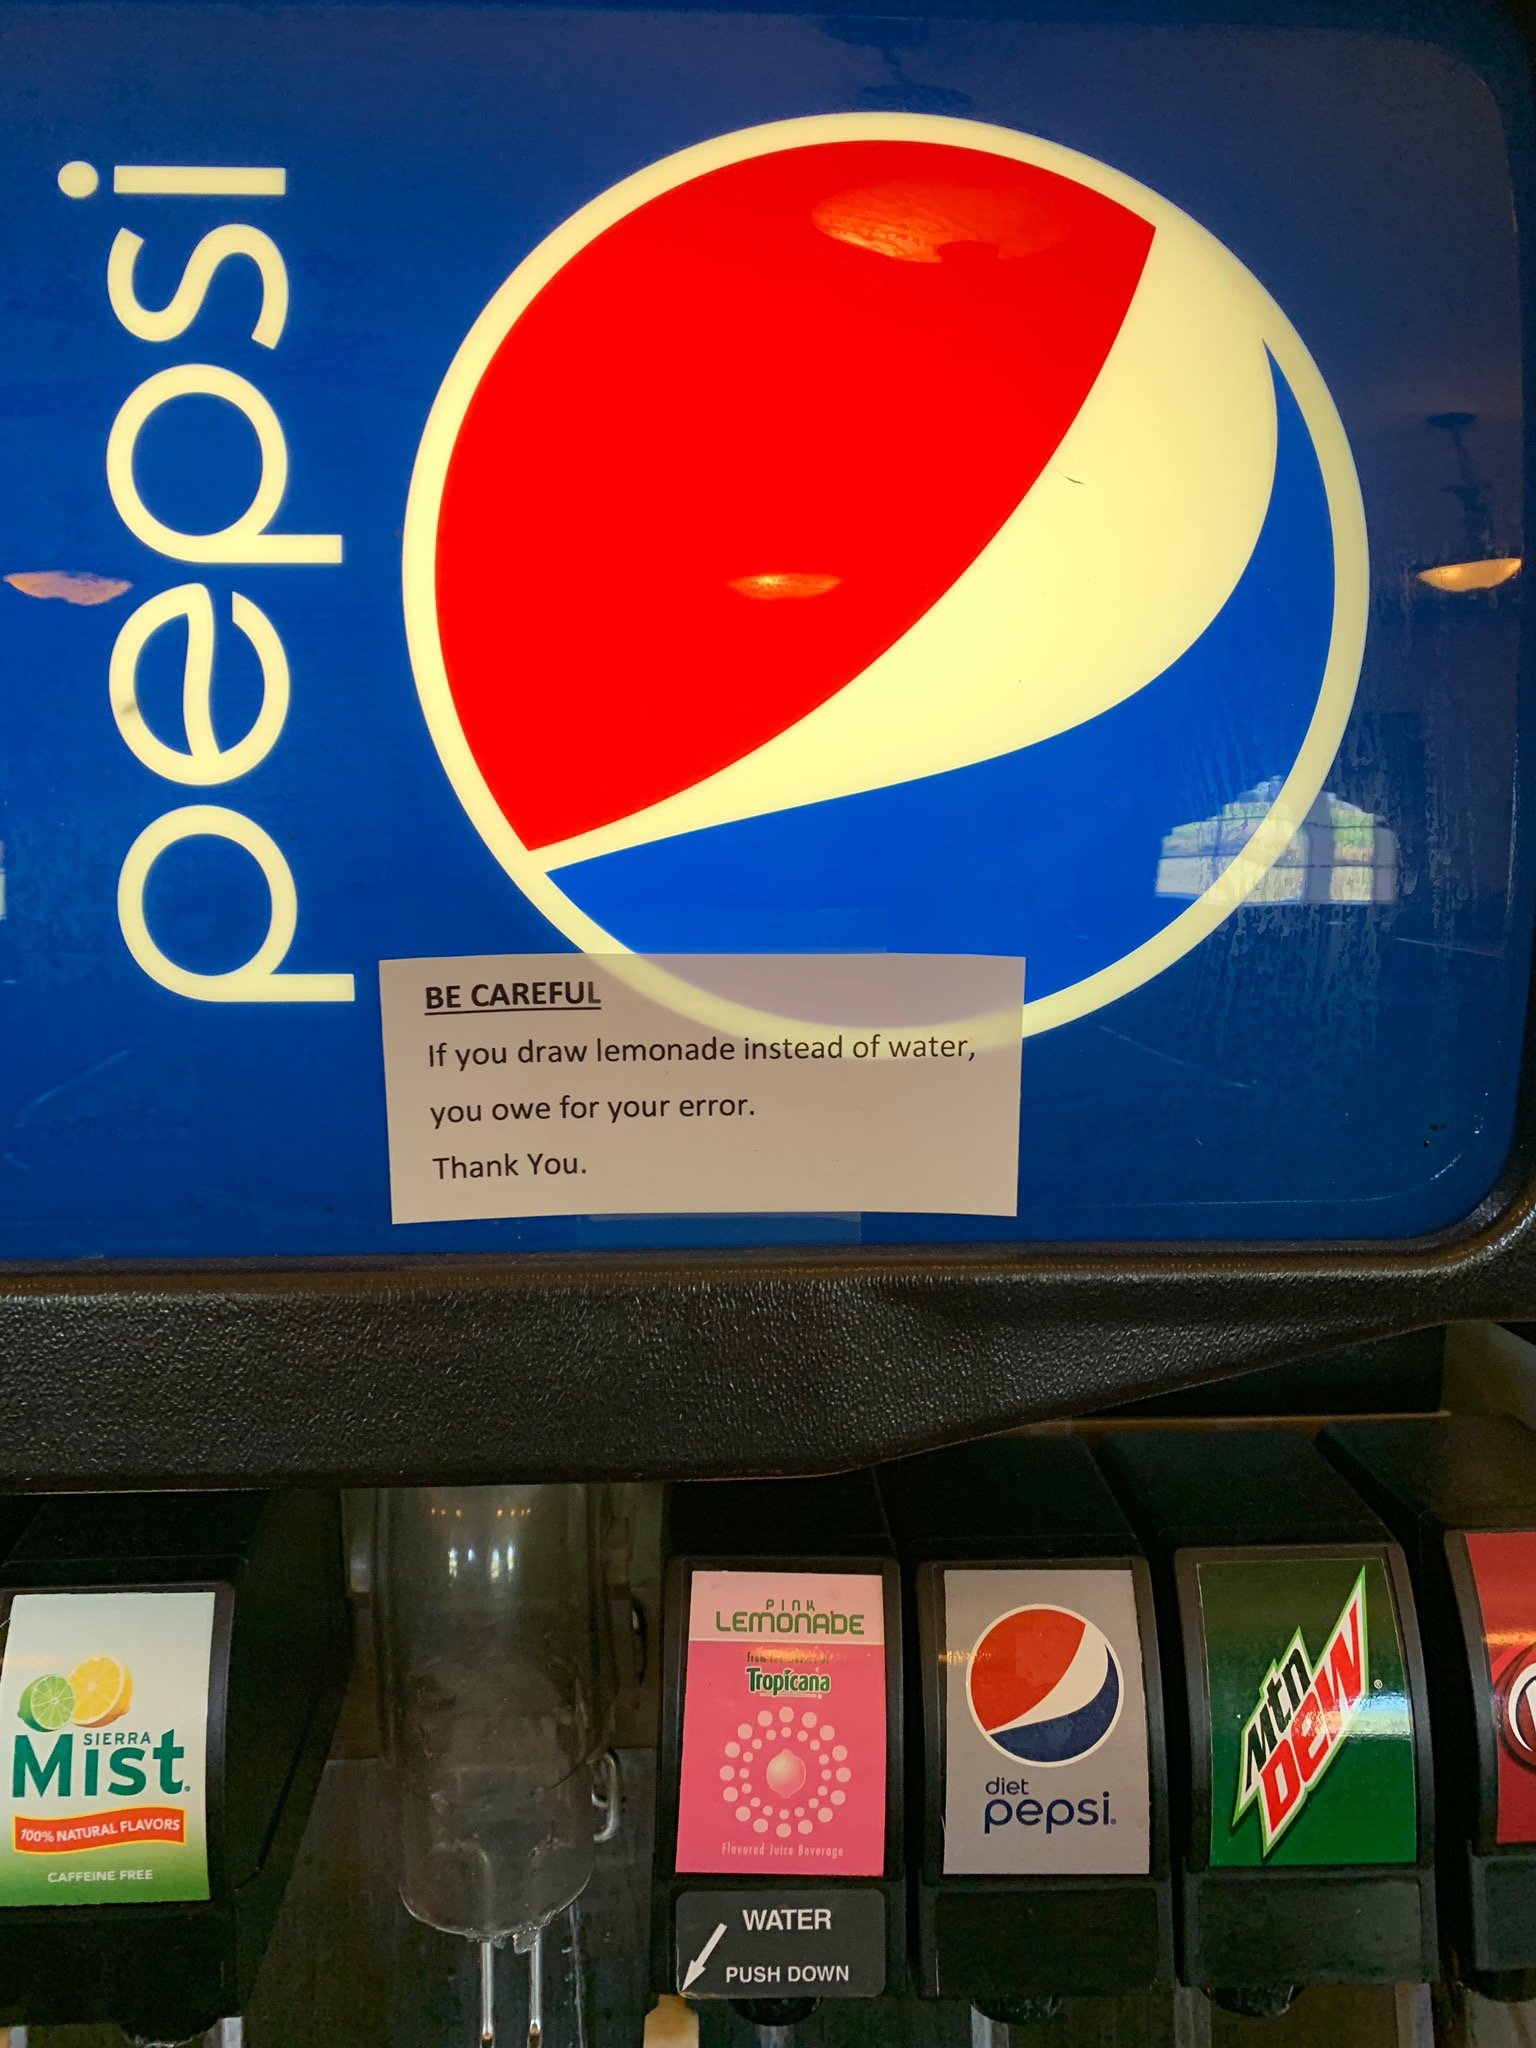 pepsi
BE CAREFUL
If you draw lemonade instead of water,
you owe for your error.
Thank You.
SIERRA
Mist
100% NATURAL FLAVORS
CAFFEINE FREE
PINK
LEMONADE
Tropicana
Flavored Juice Beverage
WATER
PUSH DOWN
diet
pepsi
Mtn
DEW